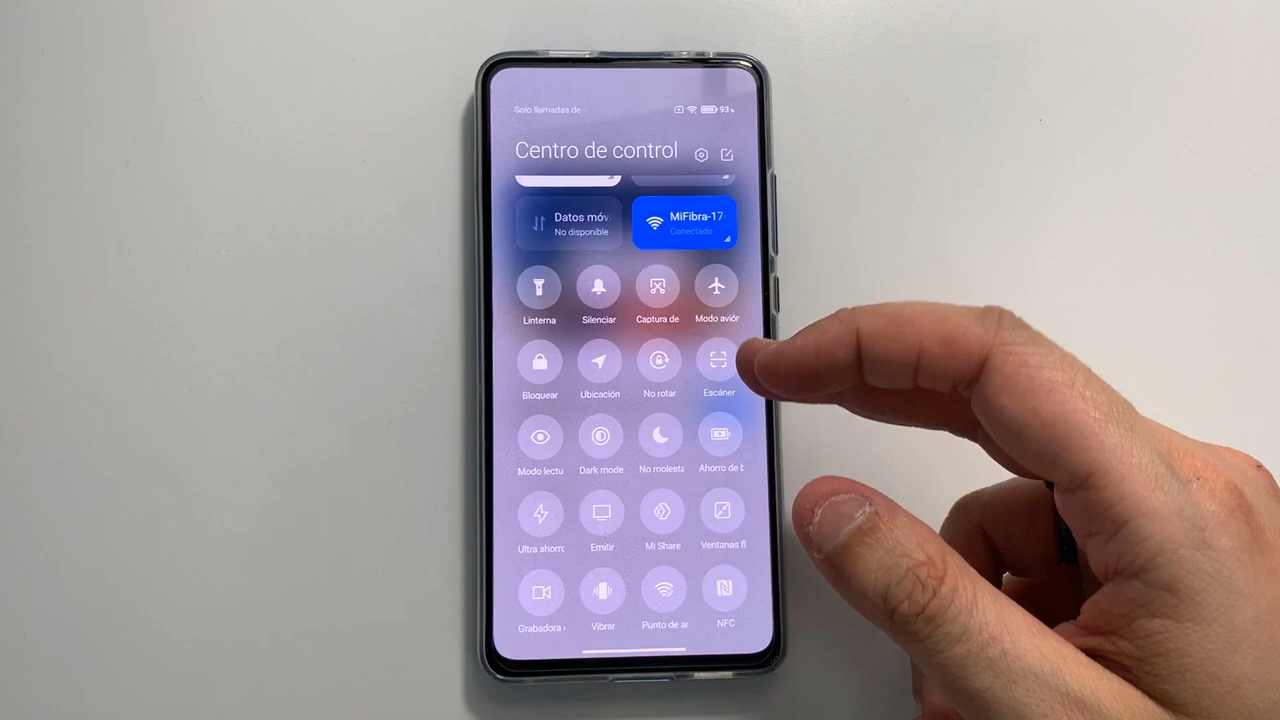 Solo llamadas de
93%
Centro de control
Datos móv MiFibra-17
No disponible Conectado
Linterna Silenciar Captura de Modo avión
Bloquear Ubicación No rotar Escáner
Modo lectu Dark mode No molesta Ahorro de b
Ultra ahorro Emitir Mi Share Ventanas fl
Grabadora Vibrar Punto de ac NFC